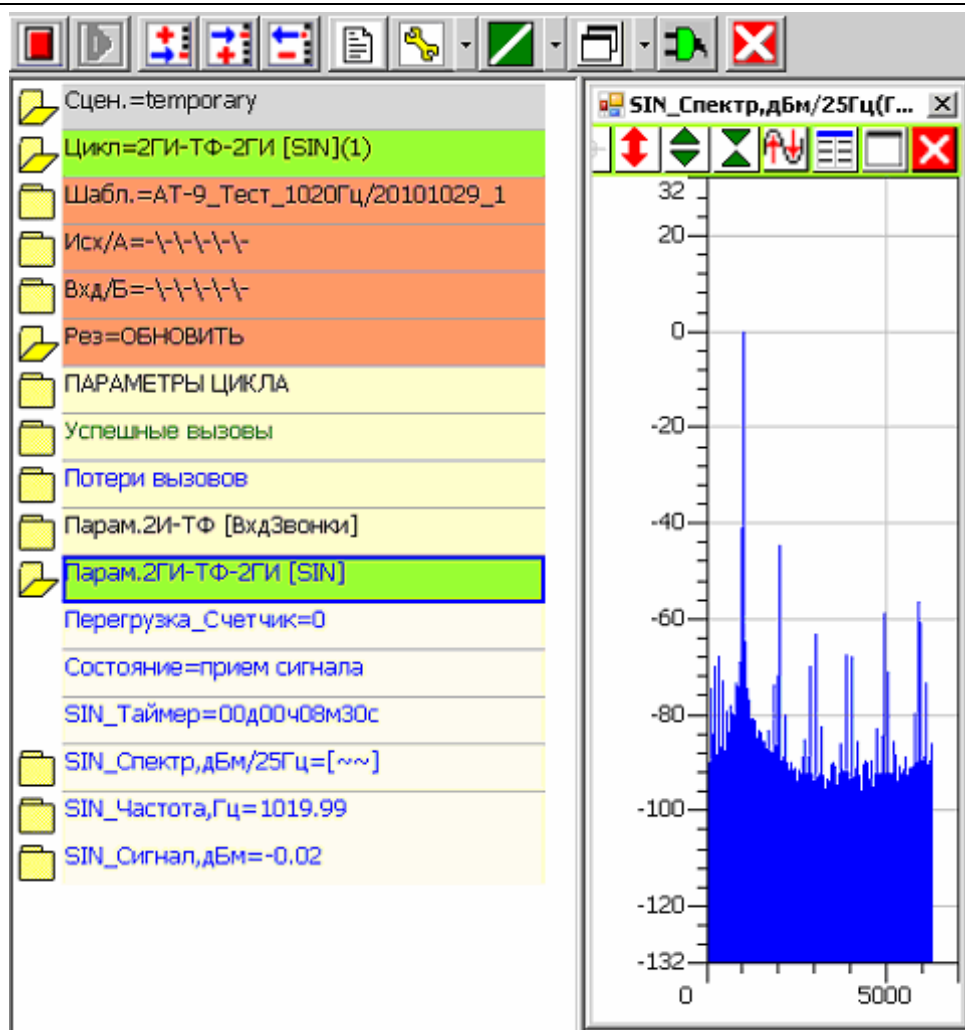 Сцен.=temporary
Цикл=2ГИ-ТФ-2ГИ [SIN](1)
Шабл.=АТ-9_Тест_1020Гц/20101029_1
Исх/А=-\-\-\-\-\-
Вхд/Б=-\-\-\-\-\-
Рез=ОБНОВИТЬ
ПАРАМЕТРЫ ЦИКЛА
Успешные вызовы
Потери вызовов
Парам.2И-ТФ [ВхдЗвонки]
Парам.2ГИ-ТФ-2ГИ [SIN]
Перегрузка_Счетчик=0
Состояние=прием сигнала
SIN_Таймер=00д00ч08м30с
SIN_Спектр,дБм/25Гц=[~~]
SIN_Частота,Гц=1019.99
SIN_Сигнал,дБм=-0.02
SIN_Спектр,дБм/25Гц(Г...
32
20
0
-20
-40
-60
-80
-100
-120
-132
0 5000